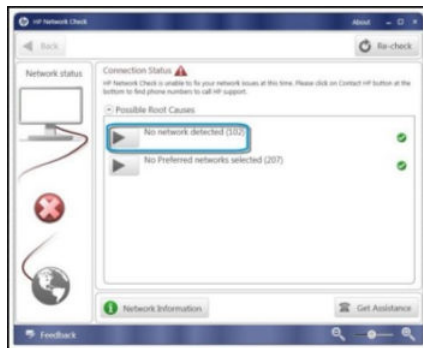 HP Network Check
About
Back
Re-check
Network status
Connection Status
HP Network Check is unable to fix your network issues at this time. Please click on Contact HP button at the
bottom to find phone numbers to call HP support.
Possible Root Causes
No network detected (102)
No Preferred networks selected (207)
Network Information
Get Assistance
Feedback